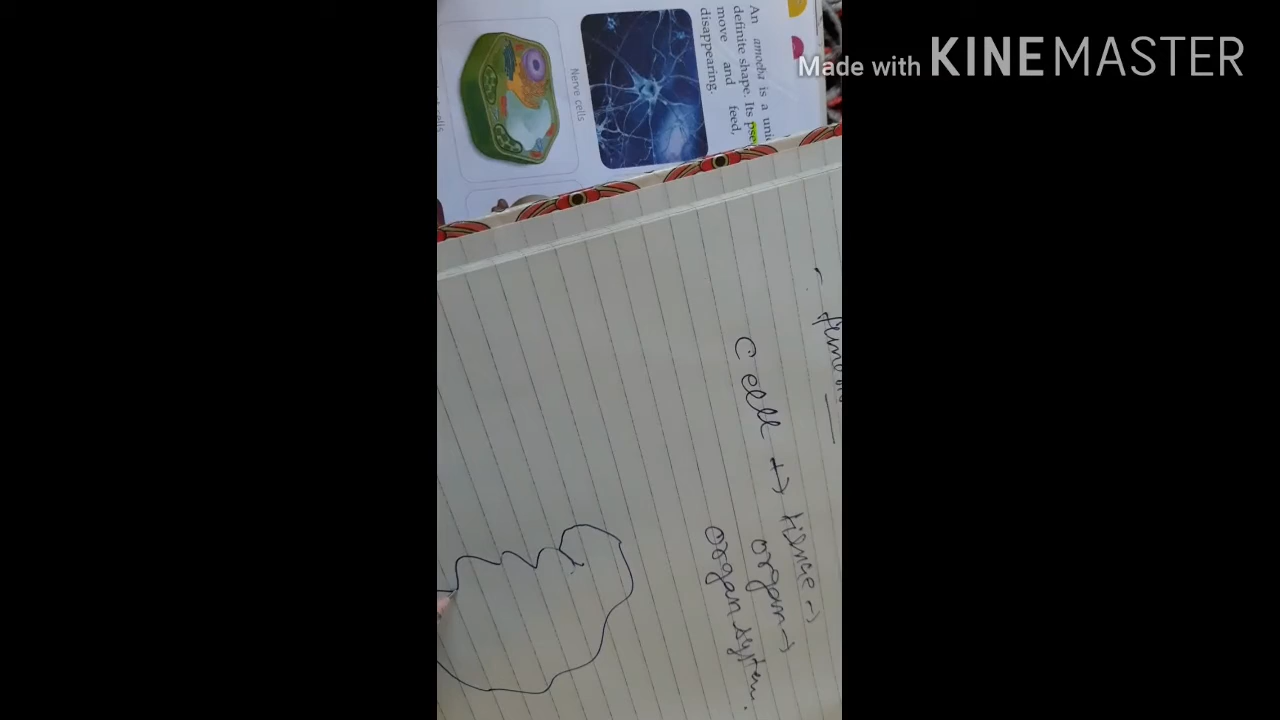 Made with KINEMASTER
An amoeba is a
definite shape. Its
move and feed,
disappearing.
Nerve cells
cells
Cell → tissue →
organ →
organ system.